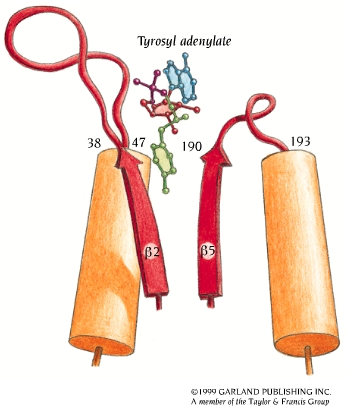 Tyrosyl adenylate
38 47 190 193
β2 β5
©1999 GARLAND PUBLISHING INC.
A member of the Taylor & Francis Group